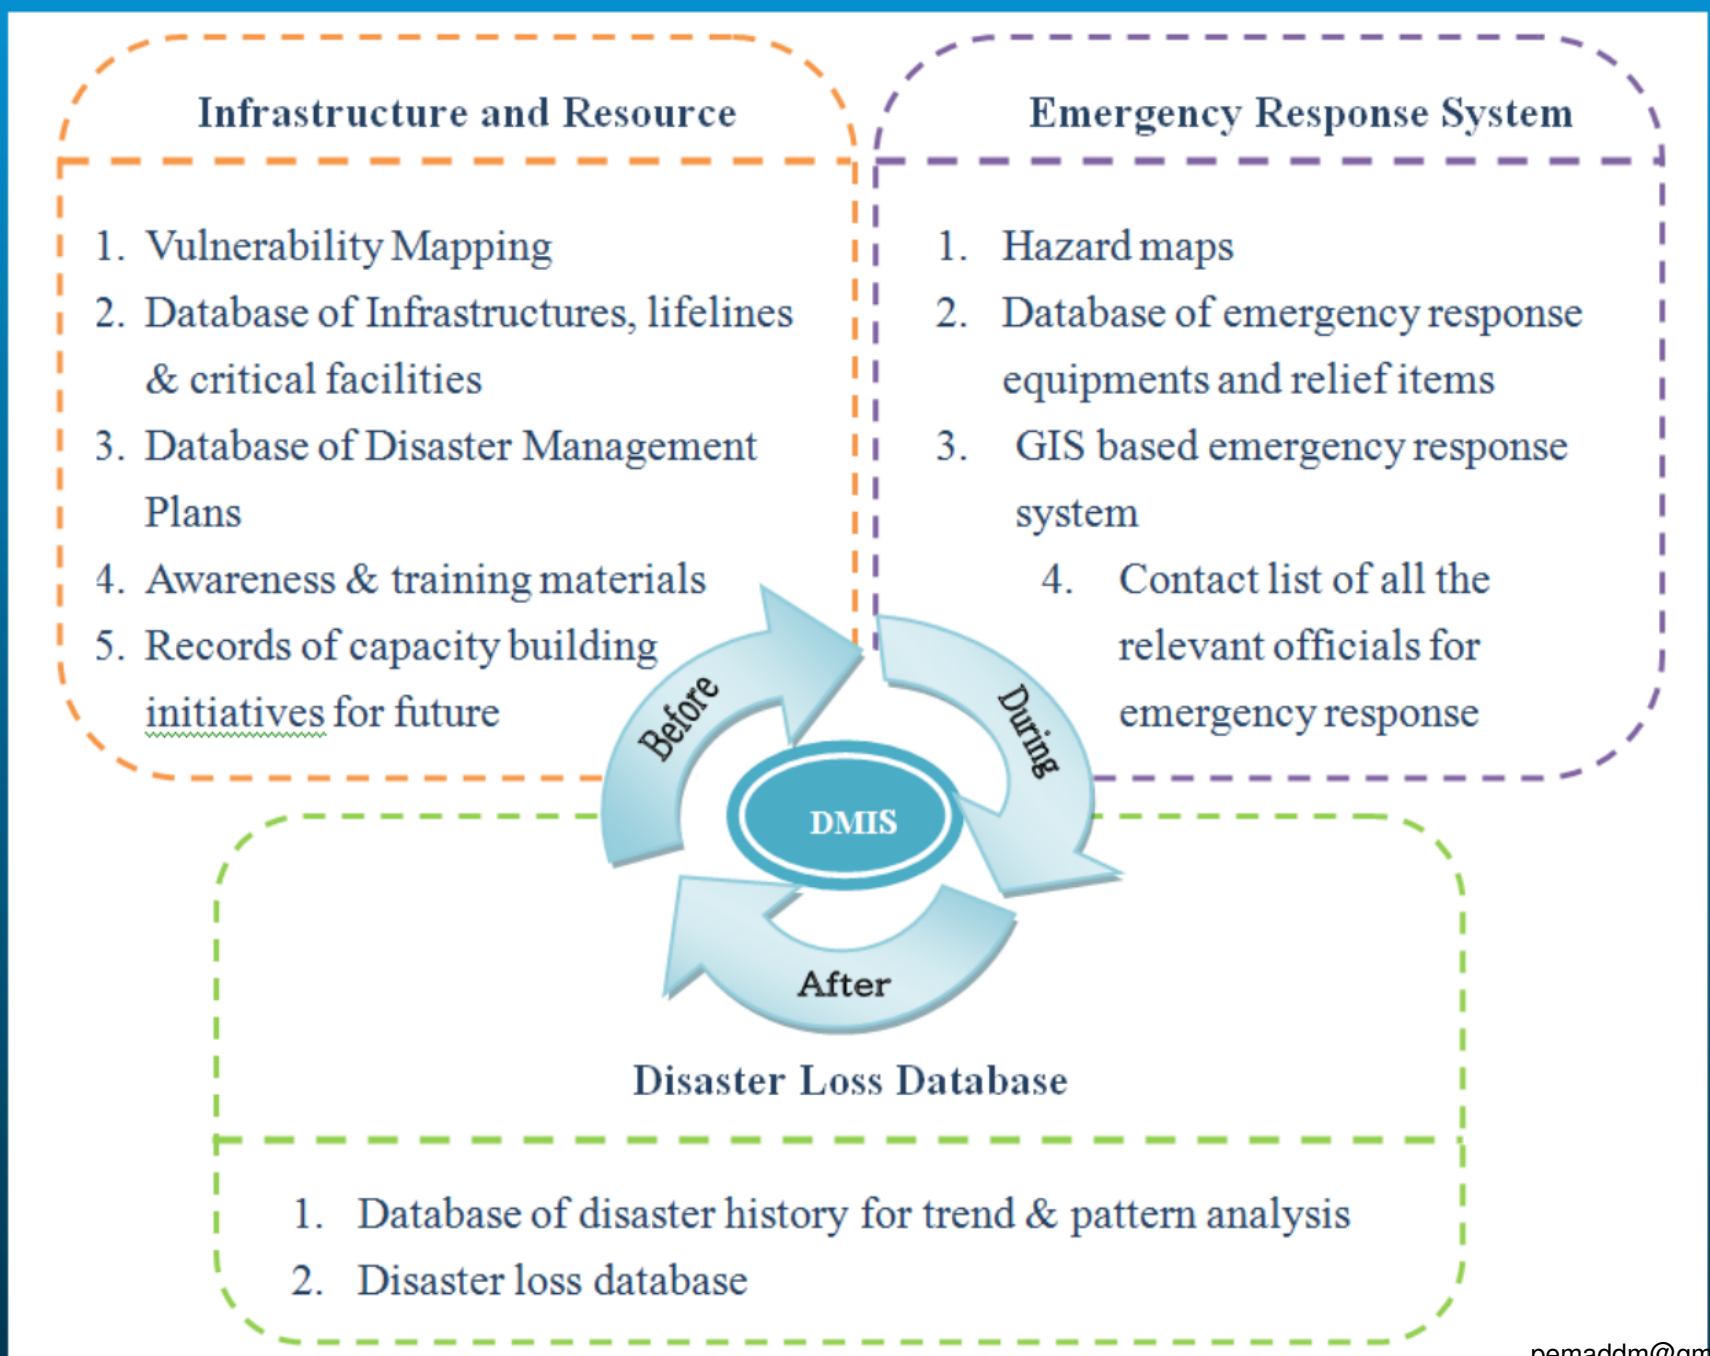 Infrastructure and Resource
1. Vulnerability Mapping
2. Database of Infrastructures, lifelines
& critical facilities
3. Database of Disaster Management
Plans
4. Awareness & training materials
5. Records of capacity building
initiatives for future
Emergency Response System
1. Hazard maps
2. Database of emergency response
equipments and relief items
3. GIS based emergency response
system
4. Contact list of all the
relevant officials for
emergency response
Before
During
DMIS
After
Disaster Loss Database
1. Database of disaster history for trend & pattern analysis
2. Disaster loss database